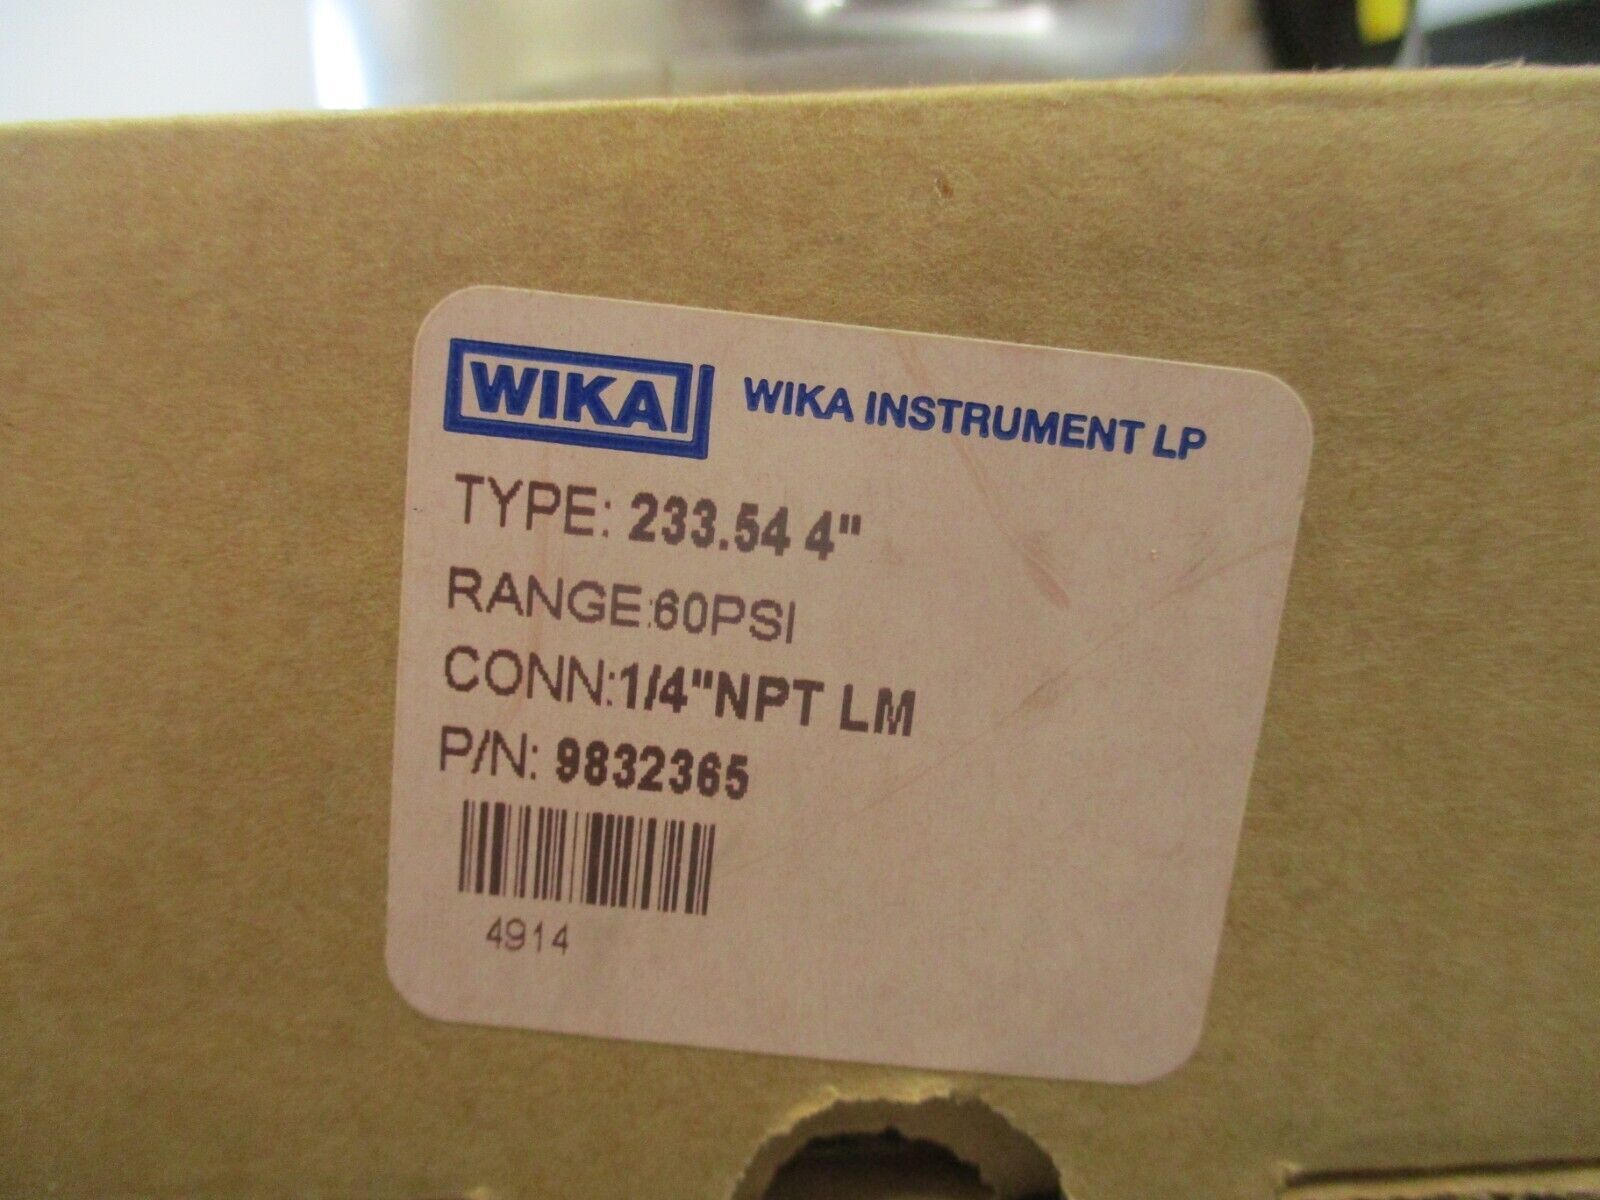 WIKA WIKA INSTRUMENT LP
TYPE: 233.54 4"
RANGE:60PSI
CONN:1/4"NPT LM
P/N: 9832365
4914